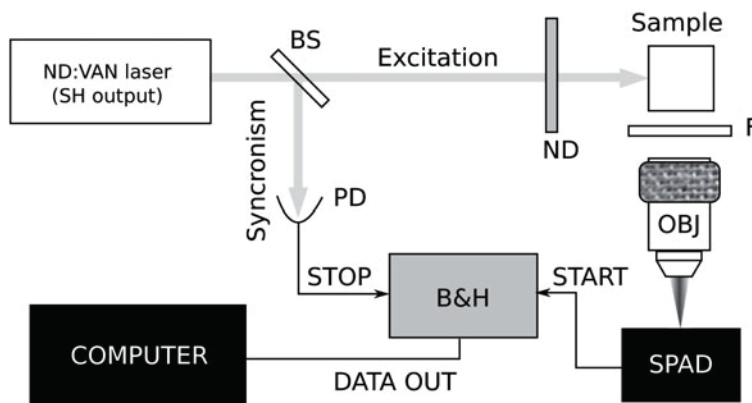 ND:VAN laser
(SH output)
BS
Excitation
Sample
F
ND
Syncronism
PD
OBJ
STOP
B&H
START
COMPUTER
DATA OUT
SPAD